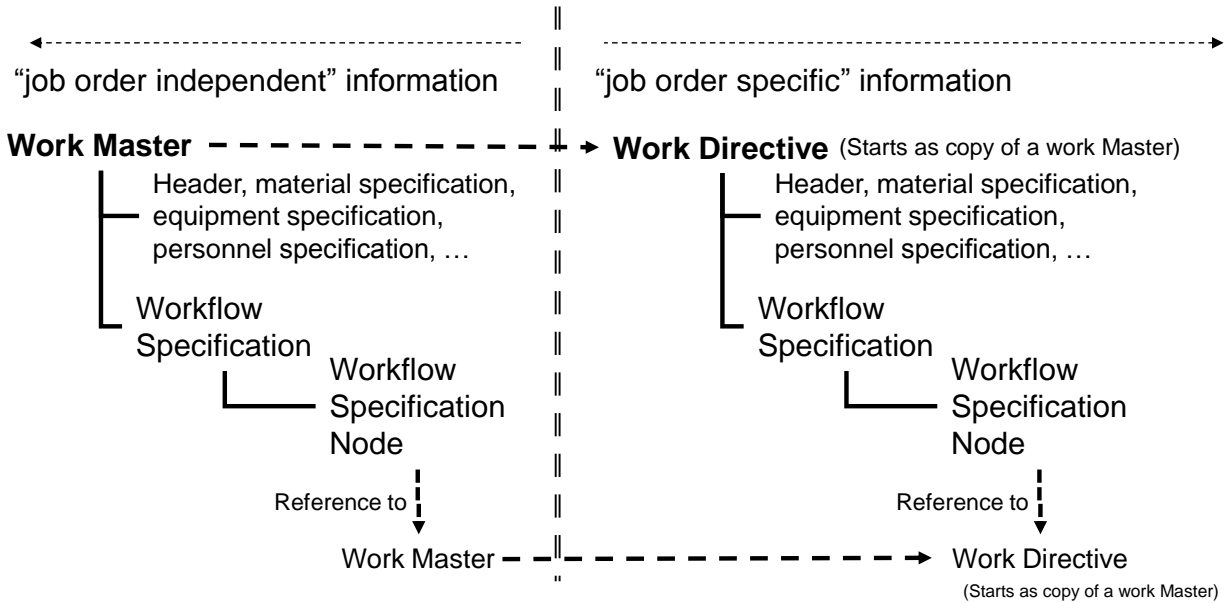 “job order independent” information
“job order specific” information
Work Master
Work Directive (Starts as copy of a work Master)
Header, material specification,
equipment specification,
personnel specification, …
Header, material specification,
equipment specification,
personnel specification, …
Workflow
Specification
Workflow
Specification
Workflow
Specification
Node
Workflow
Specification
Node
Reference to
Reference to
Work Master
Work Directive
(Starts as copy of a work Master)